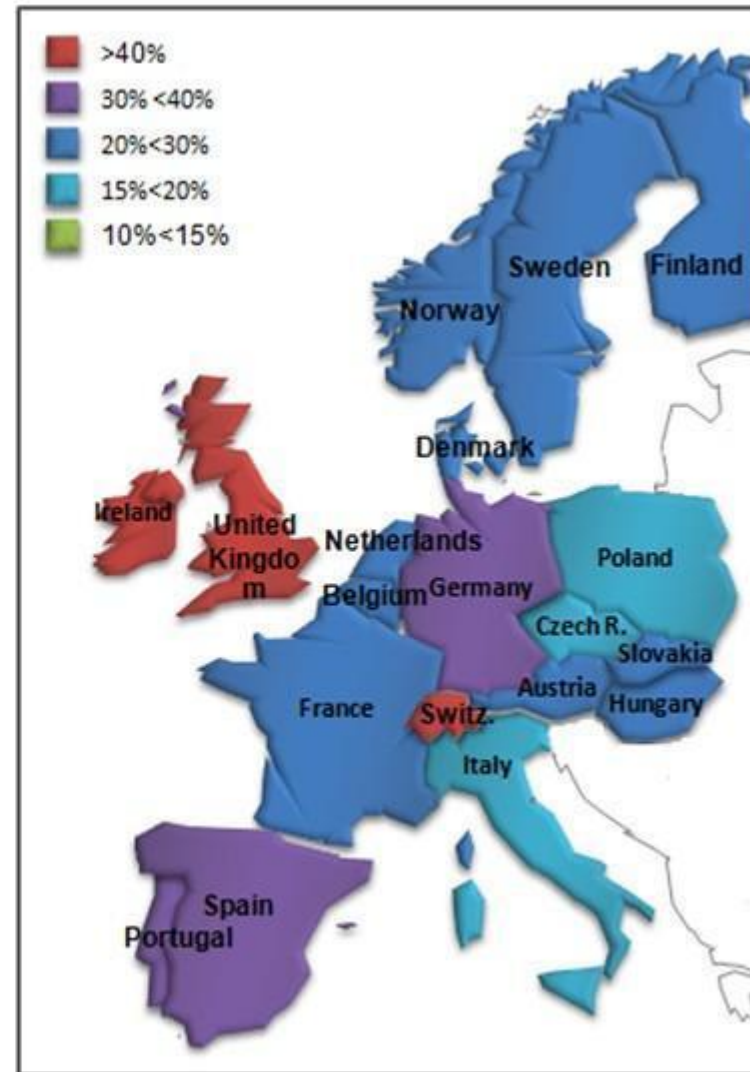 >40%
30% <40%
20%<30%
15%<20%
10%<15%
Sweden
Finland
Norway
Denmark
Ireland
United
Kingdo
m
Netherlands
Germany
Poland
Belgium
Czech R.
Slovakia
Austria
Hungary
France
Switz.
Italy
Spain
Portugal